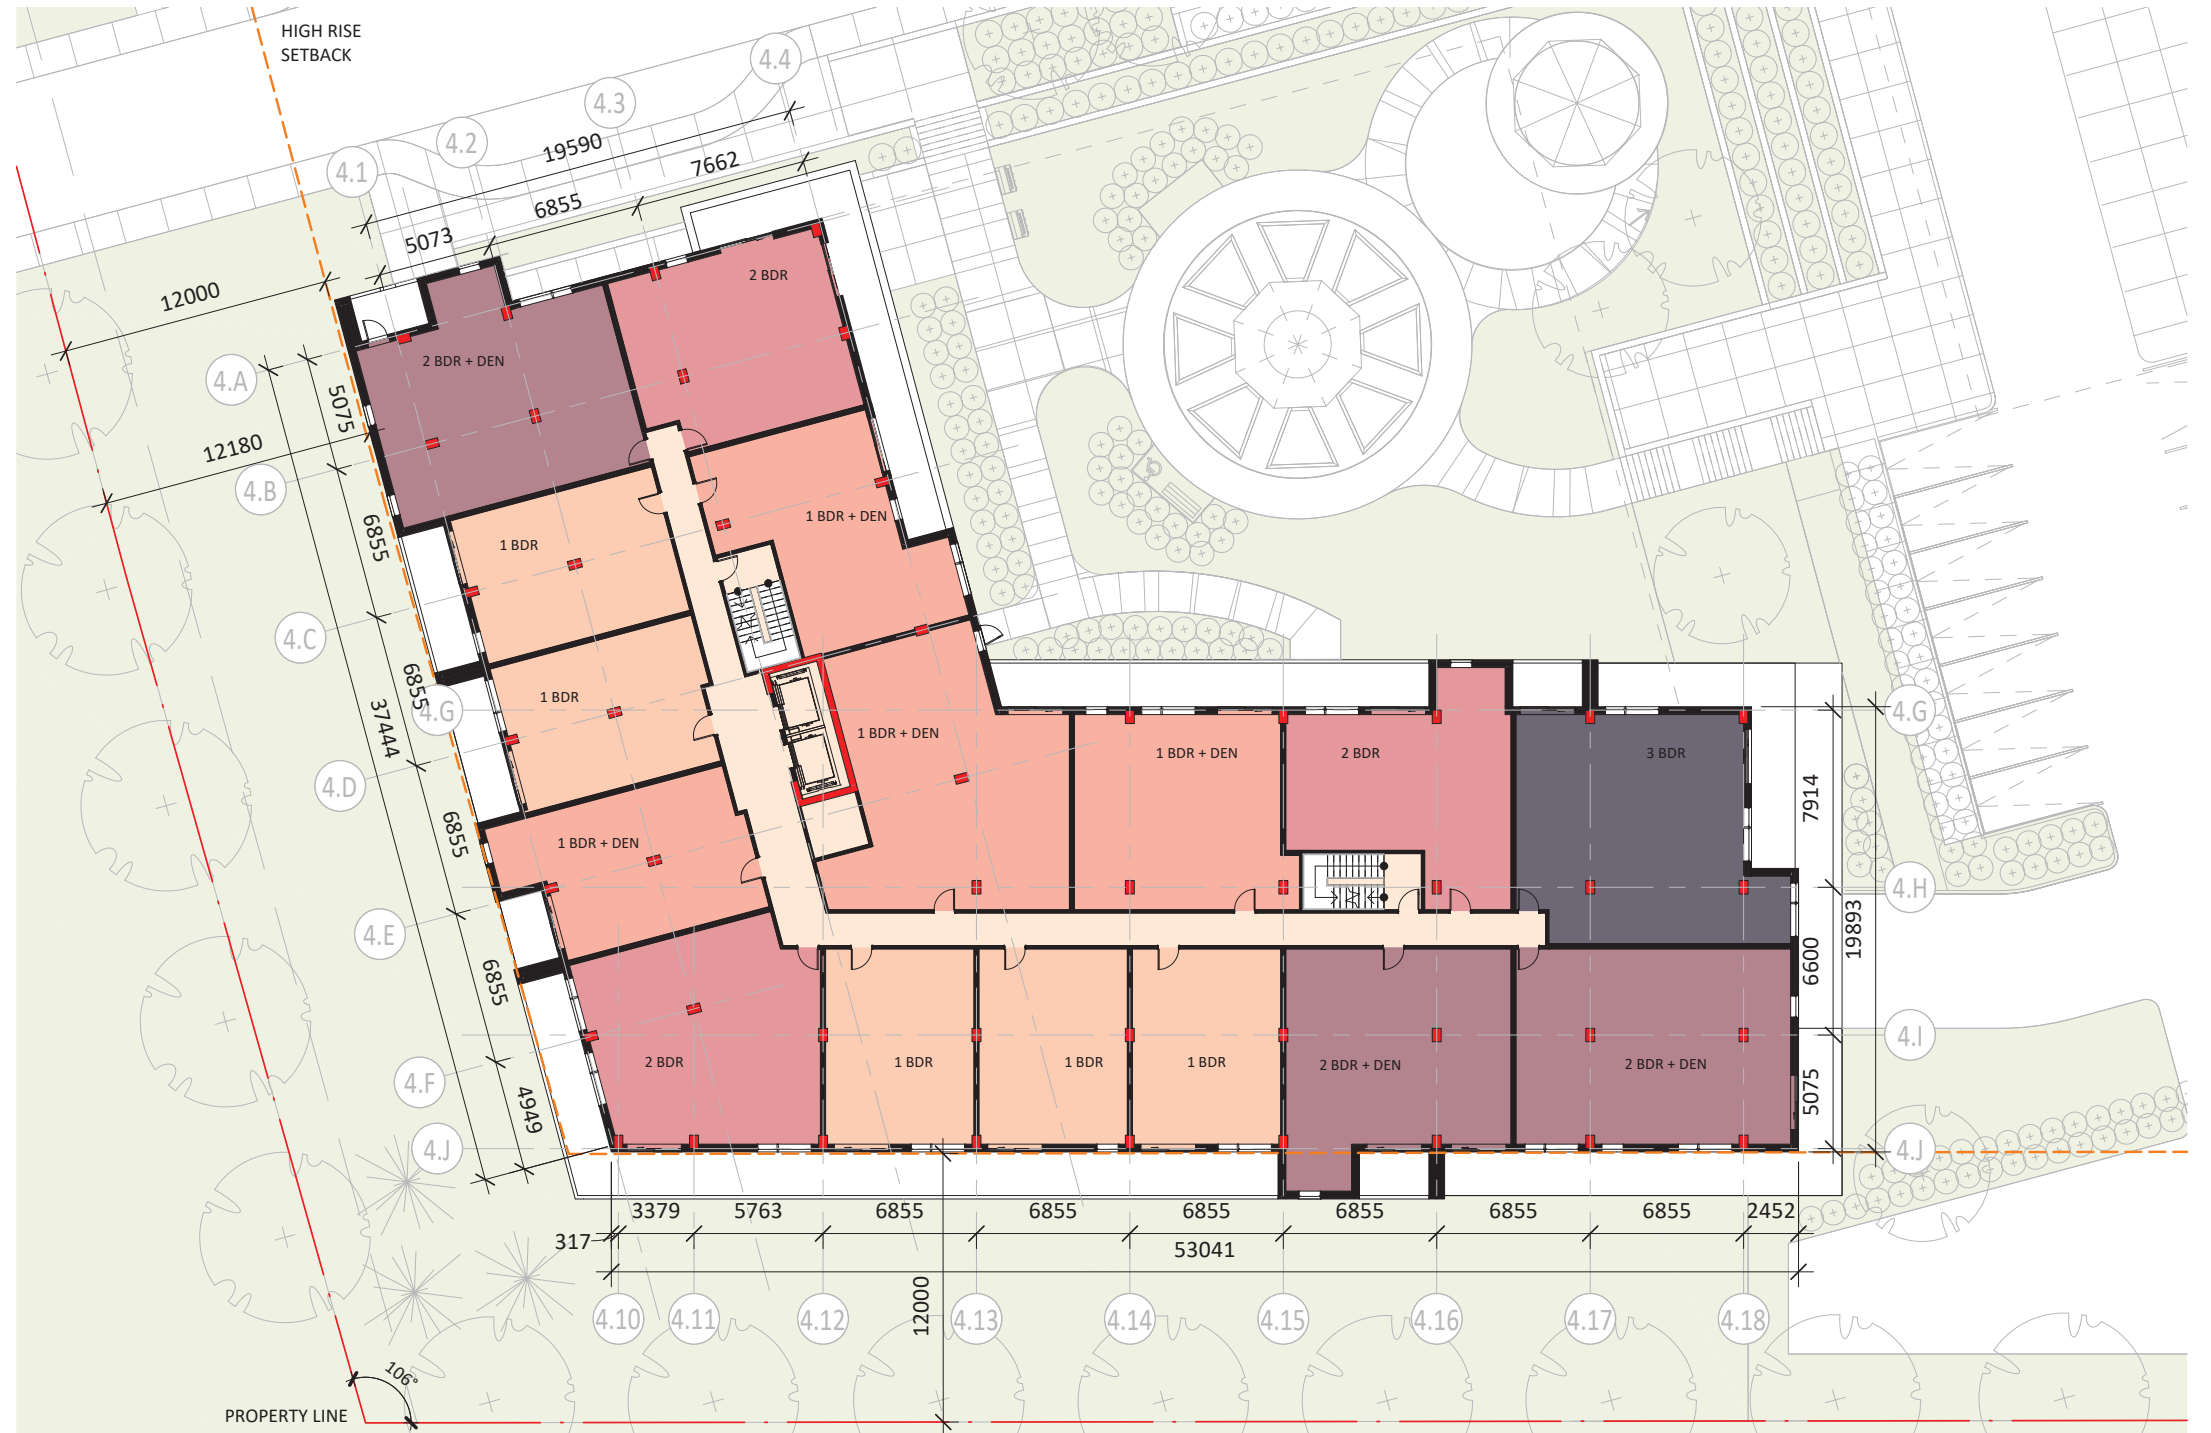 HIGH RISE
SETBACK
4.4
4.3
4.2
4.1
19590
7662
6855
5073
12000
2 BDR
2 BDR + DEN
4.A
5075
12180
4.B
6855
1 BDR
1 BDR + DEN
4.C
6855
1 BDR
4.G
37444
4.D
1 BDR + DEN
1 BDR + DEN
2 BDR
3 BDR
4.G
7914
6855
1 BDR + DEN
4.H
4.E
19893
6600
6855
4.I
2 BDR
1 BDR
1 BDR
1 BDR
2 BDR + DEN
2 BDR + DEN
4.F
5075
4949
4.J
4.J
3379
5763
6855
6855
6855
6855
6855
6855
2452
317
53041
12000
4.10
4.11
4.12
4.13
4.14
4.15
4.16
4.17
4.18
106°
PROPERTY LINE